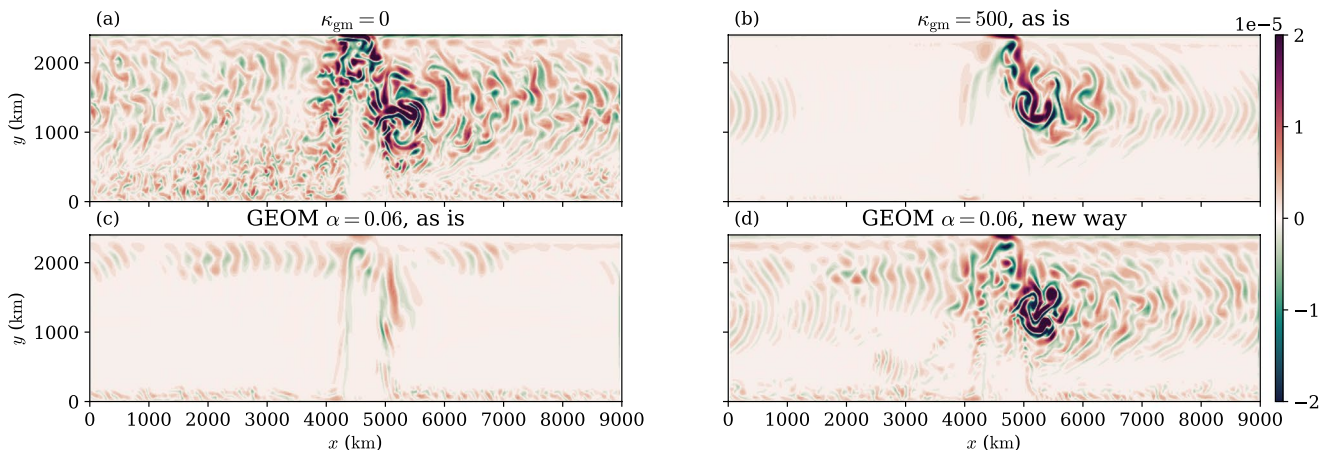 (a) κgm = 0
(b) κgm = 500, as is
1e−5
2000
1000
0
y (km)
2
1
0
−1
−2
(c) GEOM α = 0.06, as is
(d) GEOM α = 0.06, new way
2000
1000
0
y (km)
0 1000 2000 3000 4000 5000 6000 7000 8000 9000
0 1000 2000 3000 4000 5000 6000 7000 8000 9000
x (km)
x (km)